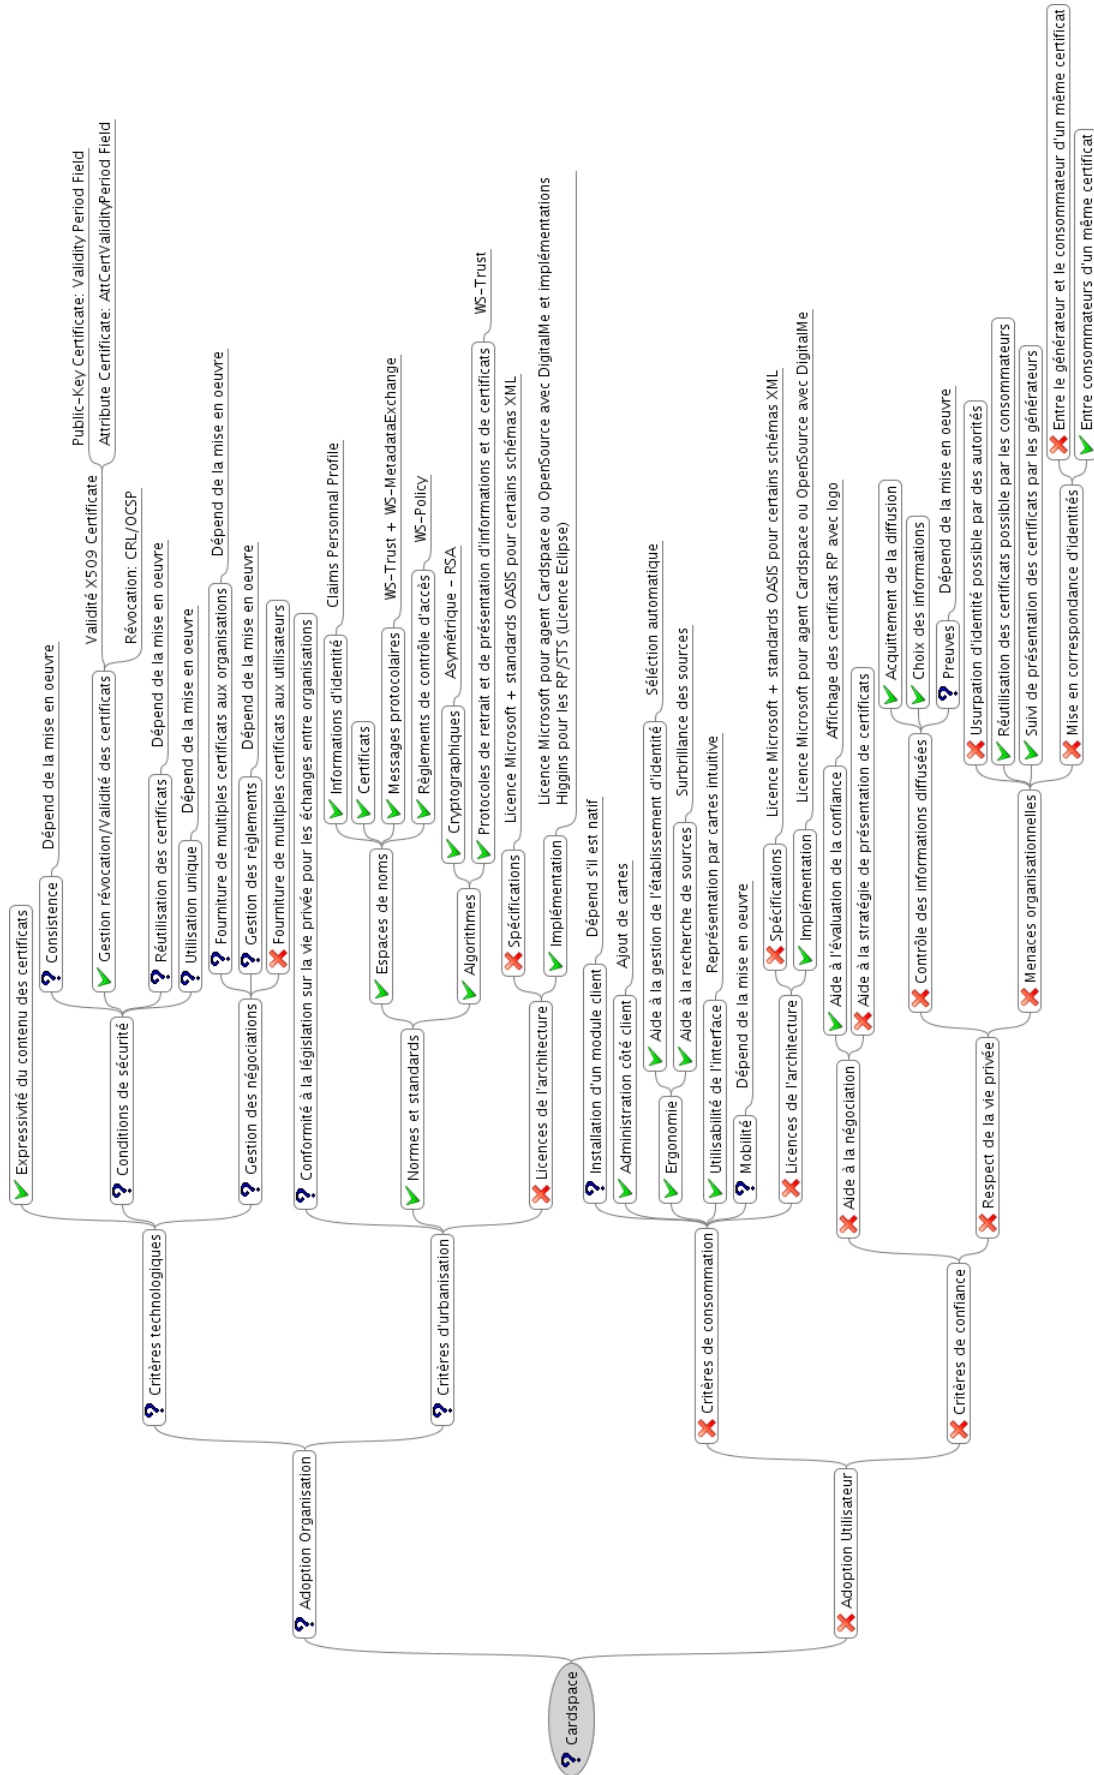 Cardspace
Adoption Organisation
Critères technologiques
Expressivité du contenu des certificats
Conditions de sécurité
Consistence
Dépend de la mise en oeuvre
Gestion révocation/Validité des certificats
Validité X509 Certificate
Public-Key Certificate: Validity Period Field
Attribute Certificate: AttCertValidityPeriod Field
Révocation: CRL/OCSP
Réutilisation des certificats
Dépend de la mise en oeuvre
Utilisation unique
Dépend de la mise en oeuvre
Gestion des négociations
Fourniture de multiples certificats aux organisations
Dépend de la mise en oeuvre
Gestion des règlements
Dépend de la mise en oeuvre
Fourniture de multiples certificats aux utilisateurs
Critères d'urbanisation
Conformité à la législation sur la vie privée pour les échanges entre organisations
Normes et standards
Espaces de noms
Informations d'identité
Claims Personnal Profile
Certificats
Messages protocolaires
WS-Trust + WS-MetadataExchange
Règlements de contrôle d'accès
WS-Policy
Algorithmes
Cryptographiques
Asymétrique - RSA
Protocoles de retrait et de présentation d'informations et de certificats
WS-Trust
Licences de l'architecture
Spécifications
Licence Microsoft + standards OASIS pour certains schémas XML
Implémentation
Licence Microsoft pour agent Cardspace ou OpenSource avec DigitalMe et implémentations
Higgins pour les RP/STS (Licence Eclipse)
Adoption Utilisateur
Critères de consommation
Installation d'un module client
Dépend s'il est natif
Administration côté client
Ajout de cartes
Ergonomie
Aide à la gestion de l'établissement d'identité
Séléction automatique
Aide à la recherche de sources
Surbrillance des sources
Utilisabilité de l'interface
Représentation par cartes intuitive
Mobilité
Dépend de la mise en oeuvre
Licences de l'architecture
Spécifications
Licence Microsoft + standards OASIS pour certains schémas XML
Implémentation
Licence Microsoft pour agent Cardspace ou OpenSource avec DigitalMe
Critères de confiance
Aide à la négociation
Aide à l'évaluation de la confiance
Affichage des certificats RP avec logo
Aide à la stratégie de présentation de certificats
Respect de la vie privée
Contrôle des informations diffusées
Acquittement de la diffusion
Choix des informations
Preuves
Dépend de la mise en oeuvre
Menaces organisationnelles
Usurpation d'identité possible par des autorités
Réutilisation des certificats possible par les consommateurs
Suivi de présentation des certificats par les générateurs
Mise en correspondance d'identités
Entre le générateur et le consommateur d'un même certificat
Entre consommateurs d'un même certificat